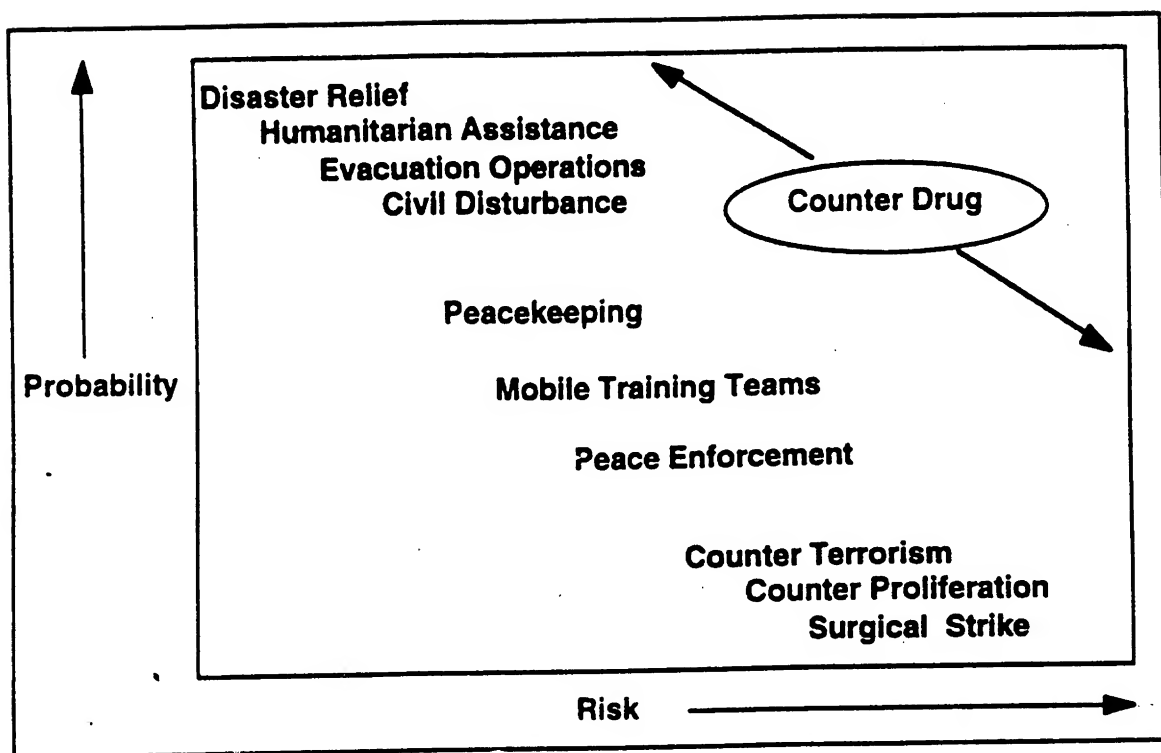 Disaster Relief
Humanitarian Assistance
Evacuation Operations
Civil Disturbance
Counter Drug
Peacekeeping
Probability
Mobile Training Teams
Peace Enforcement
Counter Terrorism
Counter Proliferation
Surgical Strike
Risk